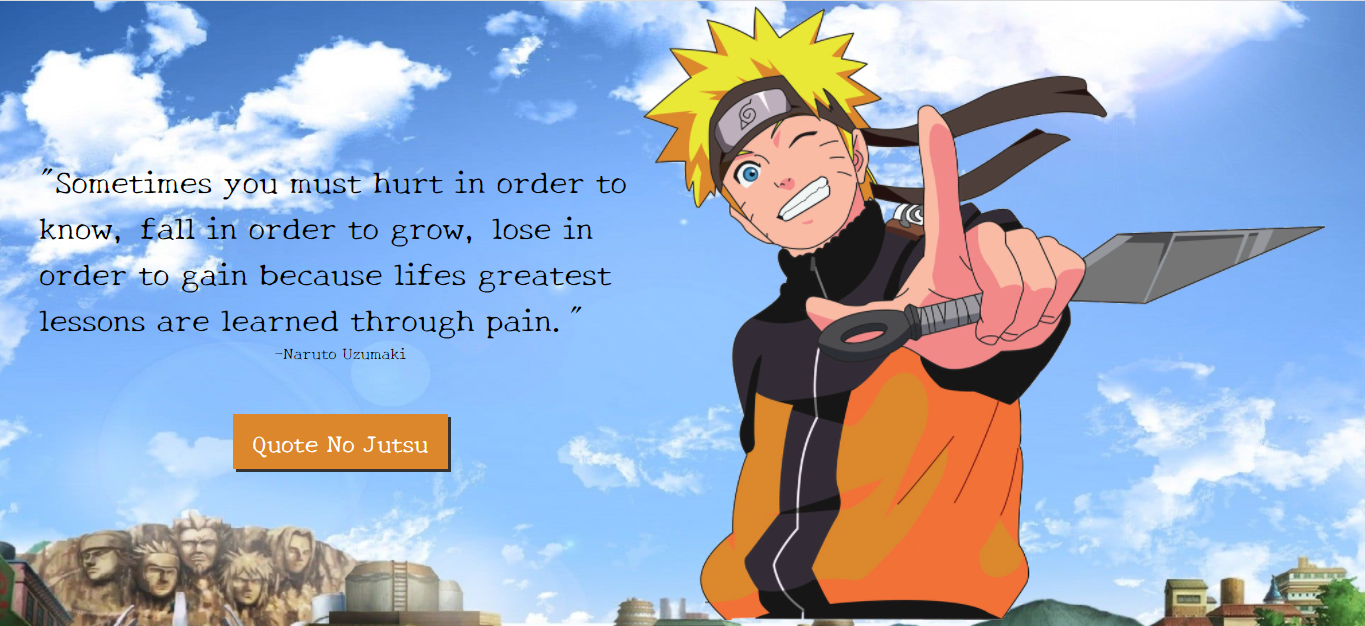 "Sometimes you must hurt in order to
know, fall in order to grow, lose in
order to gain because lifes greatest
lessons are learned through pain."
-Naruto Uzumaki
Quote No Jutsu